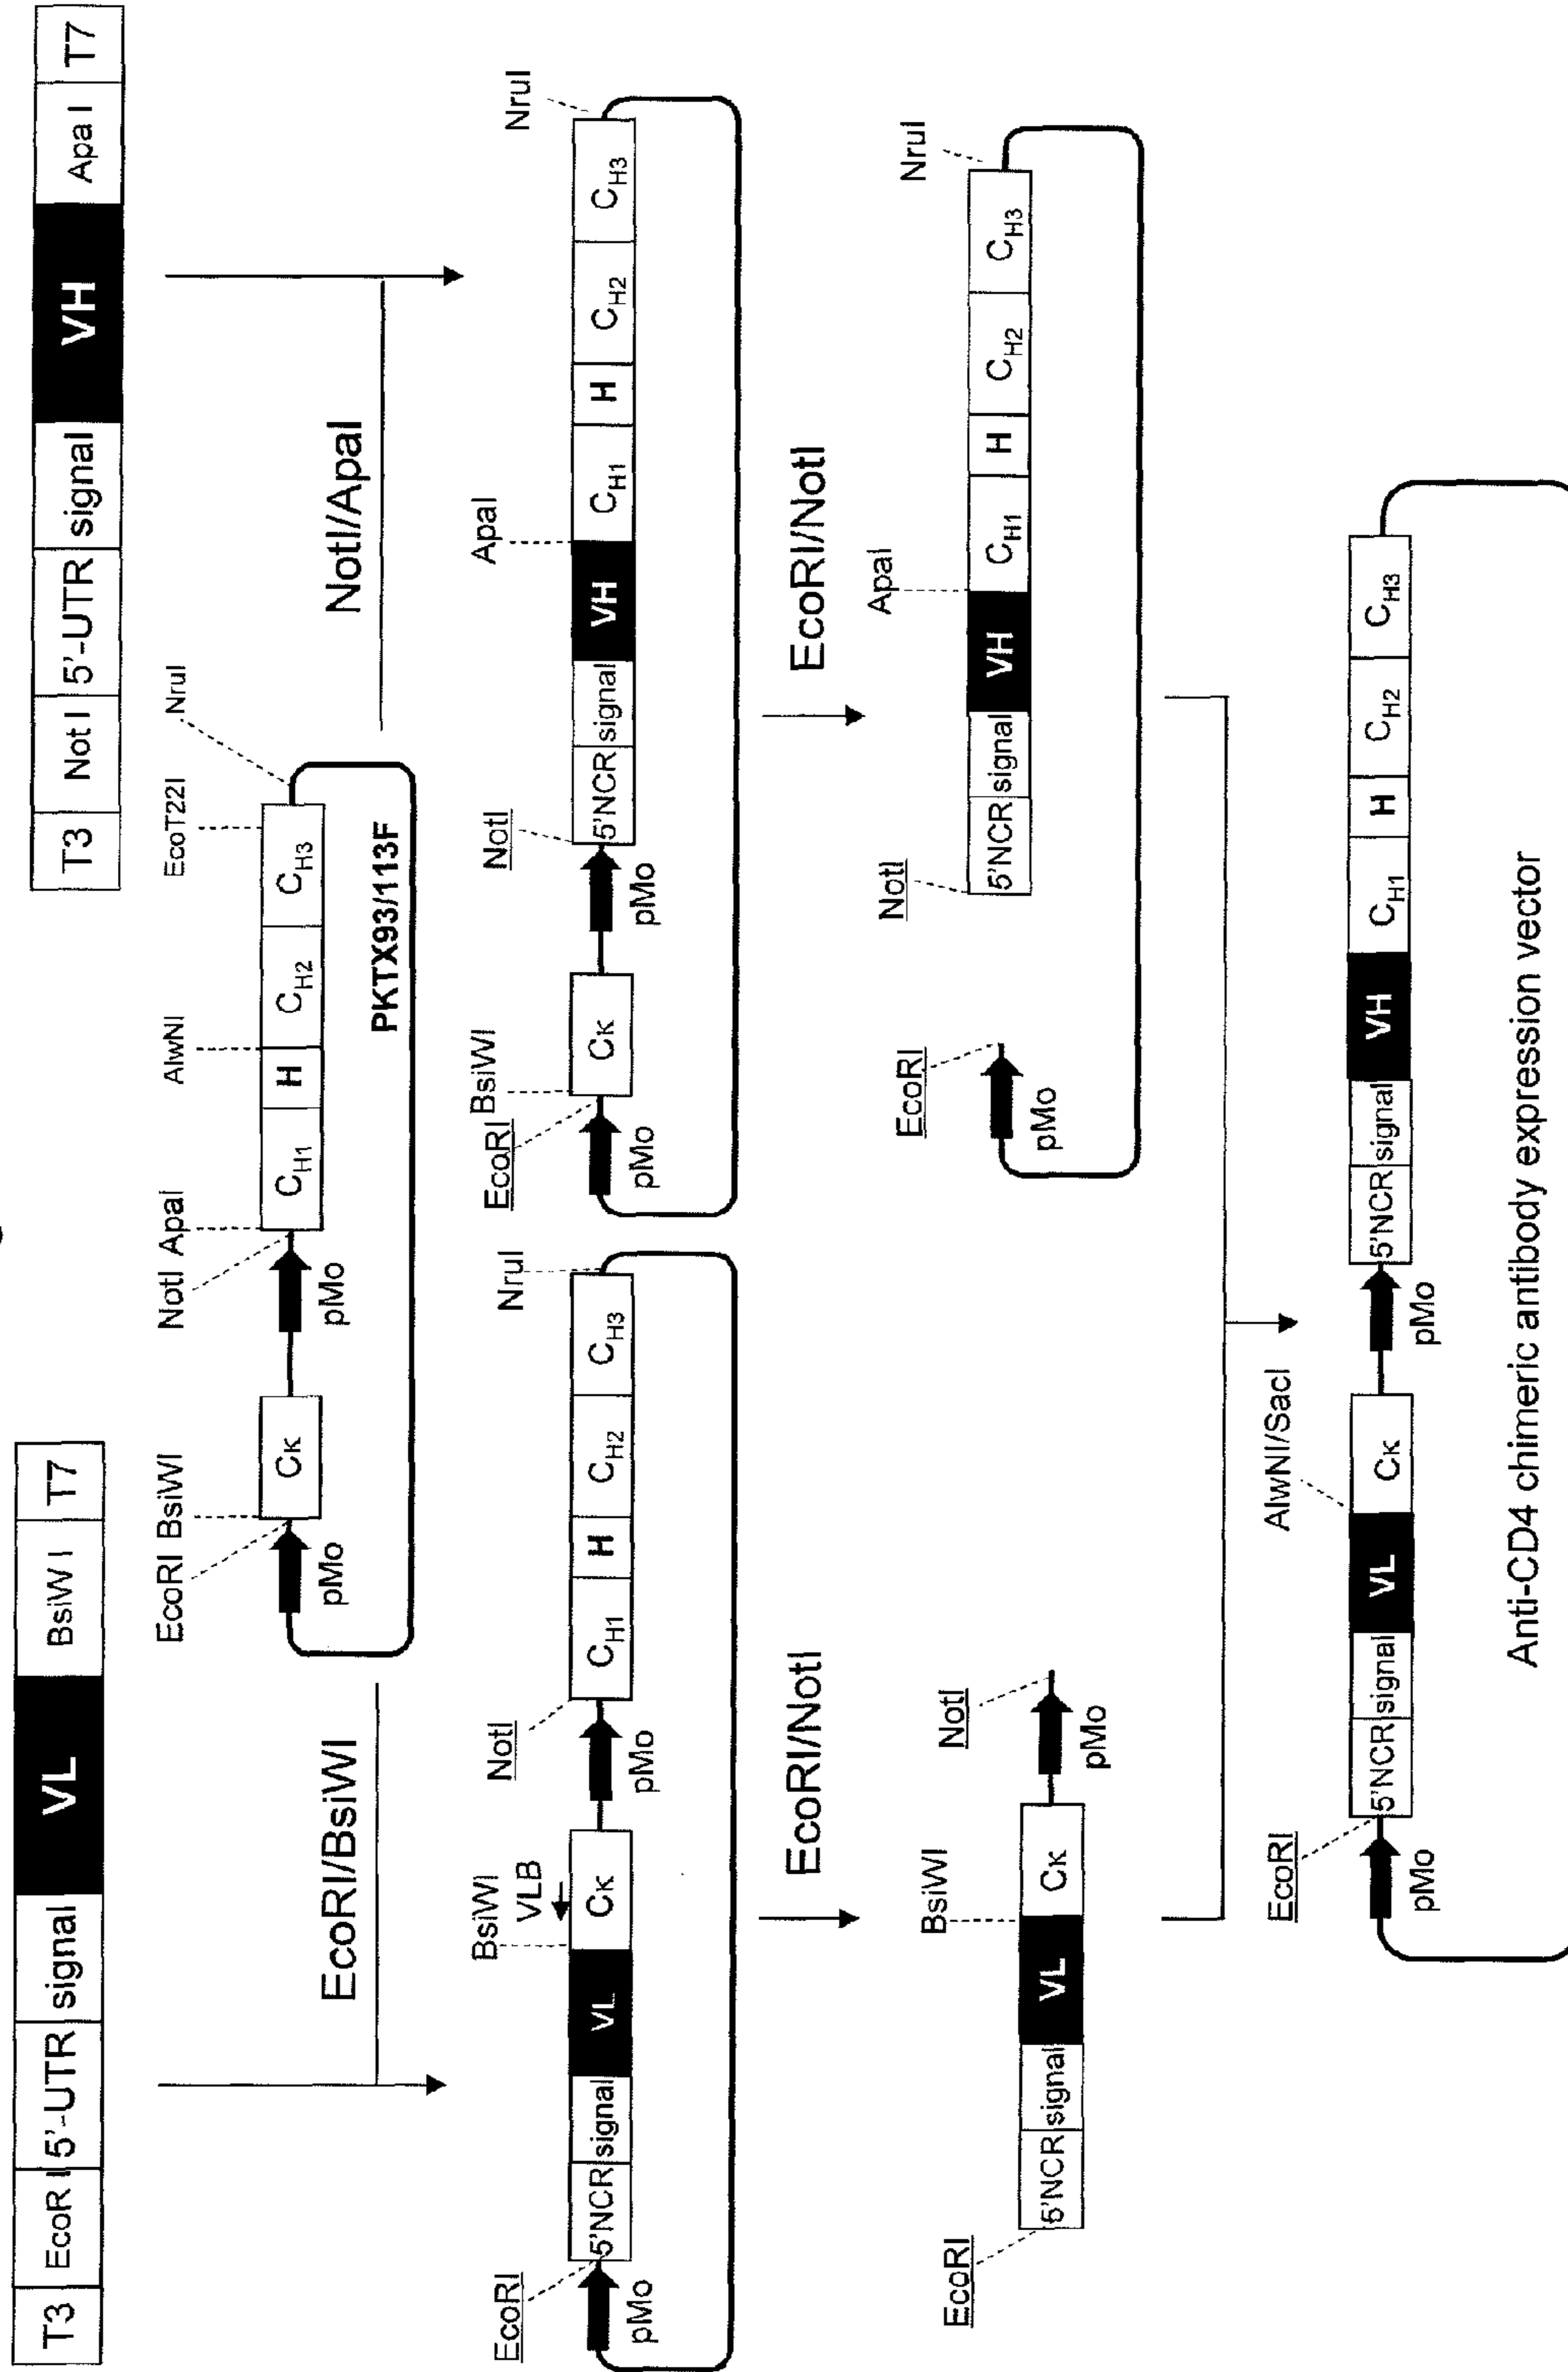 T3 EcoR I 5'-UTR signal VL BsiW I T7
T3 Not I 5'-UTR signal VH Apa I T7
EcoRI BsiWI NotI ApaI AlwNI EcoT22I NruI
pMo Cκ pMo CH1 H CH2 CH3
PKTX93/113F
EcoRI/BsiWI
NotI/ApaI
EcoRI BsiWI NotI NruI
VLB
pMo 5'NCR signal VL Cκ pMo CH1 H CH2 CH3
EcoRI BsiWI NotI ApaI NruI
pMo Cκ pMo 5'NCR signal VH CH1 H CH2 CH3
EcoRI/NotI
EcoRI/NotI
EcoRI BsiWI NotI
5'NCR signal VL Cκ pMo
EcoRI NotI ApaI NruI
pMo 5'NCR signal VH CH1 H CH2 CH3
EcoRI AlwNI/SacI
pMo 5'NCR signal VL Cκ pMo 5'NCR signal VH CH1 H CH2 CH3
Anti-CD4 chimeric antibody expression vector